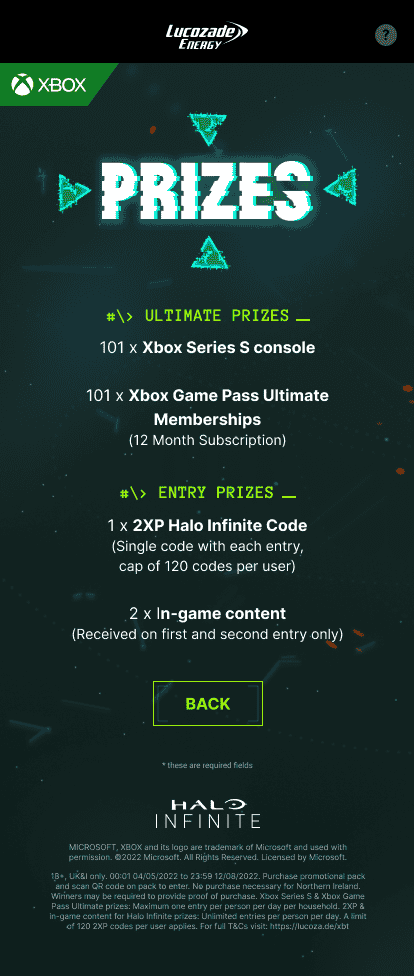 Lucozade
ENERGY
?
XBOX
PRIZES
#\> ULTIMATE PRIZES _
101 x Xbox Series S console
101 x Xbox Game Pass Ultimate
Memberships
(12 Month Subscription)
#\> ENTRY PRIZES _
1 x 2XP Halo Infinite Code
(Single code with each entry,
cap of 120 codes per user)
2 x In-game content
(Received on first and second entry only)
BACK
* these are required fields
HALO
INFINITE
MICROSOFT, XBOX and its logo are trademark of Microsoft and used with
permission. ©2022 Microsoft. All Rights Reserved. Licensed by Microsoft.
18+, UK&I only. 00:01 04/05/2022 to 23:59 12/08/2022. Purchase promotional pack
and scan QR code on pack to enter. No purchase necessary for Northern Ireland.
Winners may be required to provide proof of purchase. Xbox Series S & Xbox Game
Pass Ultimate prizes: Maximum one entry per person per day per household. 2XP &
in-game content for Halo Infinite prizes: Unlimited entries per person per day. A limit
of 120 2XP codes per user applies. For full T&Cs visit: https://lucoza.de/xbt